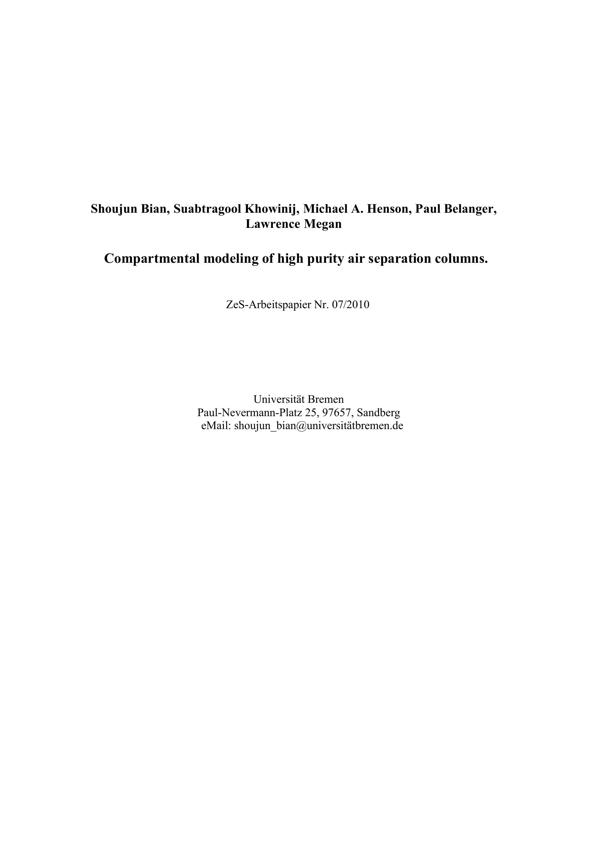 Shoujun Bian, Suabtragool Khowinij, Michael A. Henson, Paul Belanger,
Lawrence Megan
Compartmental modeling of high purity air separation columns.
ZeS-Arbeitspapier Nr. 07/2010
Universität Bremen
Paul-Nevermann-Platz 25, 97657, Sandberg
eMail: shoujun_bian@universitätbremen.de